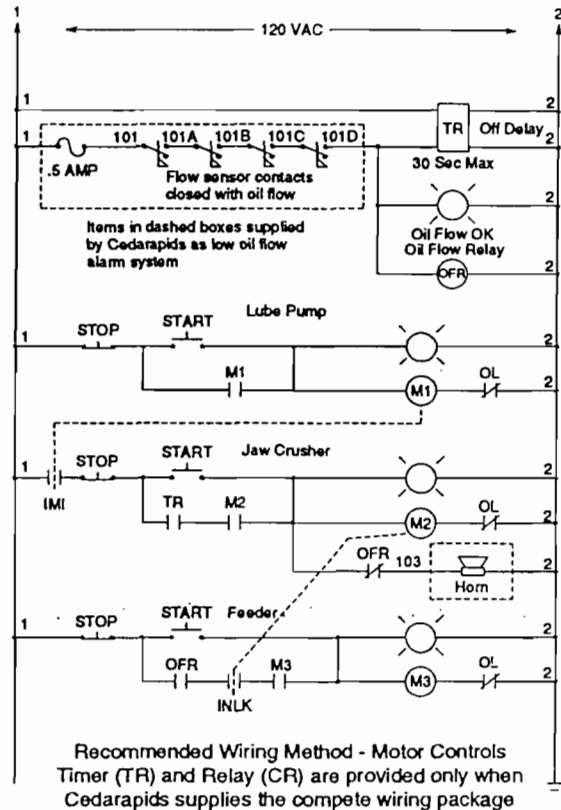 1 2
120 VAC
1 2
1 101 101A 101B 101C 101D TR Off Delay 2
.5 AMP Flow sensor contacts 30 Sec Max
closed with oil flow
2
Items in dashed boxes supplied Oil Flow OK
by Cedarapids as low oil flow Oil Flow Relay
alarm system OFR 2
Lube Pump
1 STOP START 2
M1 M1 OL 2
1 STOP START Jaw Crusher 2
IMI TR M2 M2 OL 2
OFR 103 2
Horn
STOP START Feeder
1 2
OFR M3 M3 OL 2
INLK
Recommended Wiring Method - Motor Controls
Timer (TR) and Relay (CR) are provided only when
Cedarapids supplies the compete wiring package